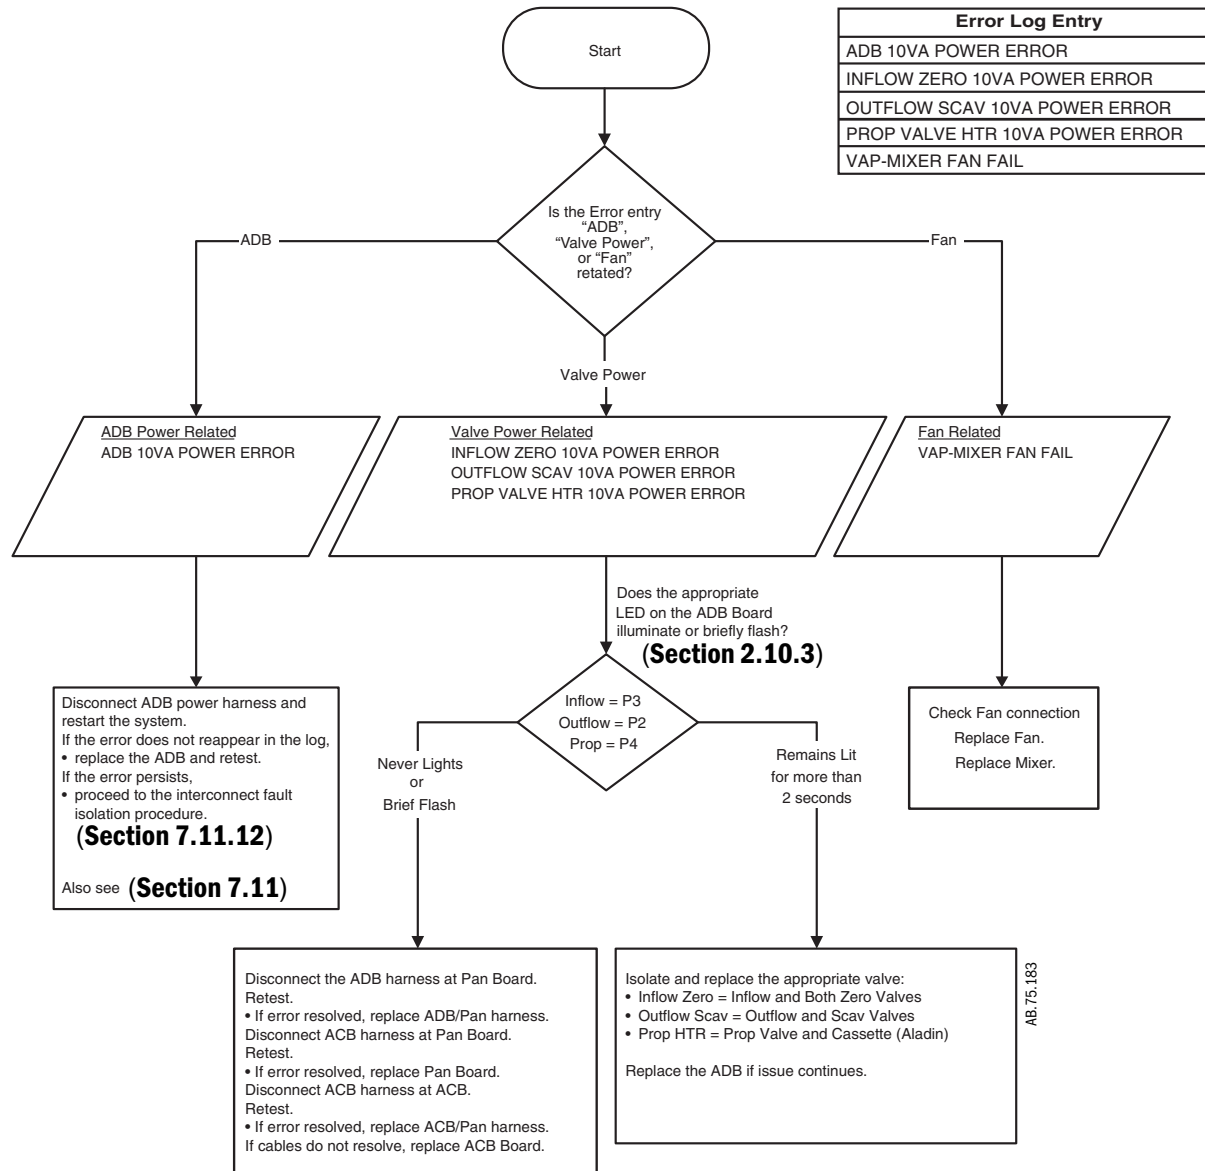 Start
Error Log Entry
ADB 10VA POWER ERROR
INFLOW ZERO 10VA POWER ERROR
OUTFLOW SCAV 10VA POWER ERROR
PROP VALVE HTR 10VA POWER ERROR
VAP-MIXER FAN FAIL
Is the Error entry
“ADB”,
“Valve Power”,
or “Fan”
retated?
ADB
Fan
Valve Power
ADB Power Related
ADB 10VA POWER ERROR
Valve Power Related
INFLOW ZERO 10VA POWER ERROR
OUTFLOW SCAV 10VA POWER ERROR
PROP VALVE HTR 10VA POWER ERROR
Fan Related
VAP-MIXER FAN FAIL
Does the appropriate
LED on the ADB Board
illuminate or briefly flash?
(Section 2.10.3)
Inflow = P3
Outflow = P2
Prop = P4
Never Lights
or
Brief Flash
Remains Lit
for more than
2 seconds
Disconnect ADB power harness and
restart the system.
If the error does not reappear in the log,
• replace the ADB and retest.
If the error persists,
• proceed to the interconnect fault
isolation procedure.
(Section 7.11.12)
Also see (Section 7.11)
Check Fan connection
Replace Fan.
Replace Mixer.
Disconnect the ADB harness at Pan Board.
Retest.
• If error resolved, replace ADB/Pan harness.
Disconnect ACB harness at Pan Board.
Retest.
• If error resolved, replace Pan Board.
Disconnect ACB harness at ACB.
Retest.
• If error resolved, replace ACB/Pan harness.
If cables do not resolve, replace ACB Board.
Isolate and replace the appropriate valve:
• Inflow Zero = Inflow and Both Zero Valves
• Outflow Scav = Outflow and Scav Valves
• Prop HTR = Prop Valve and Cassette (Aladin)
Replace the ADB if issue continues.
AB.75.183